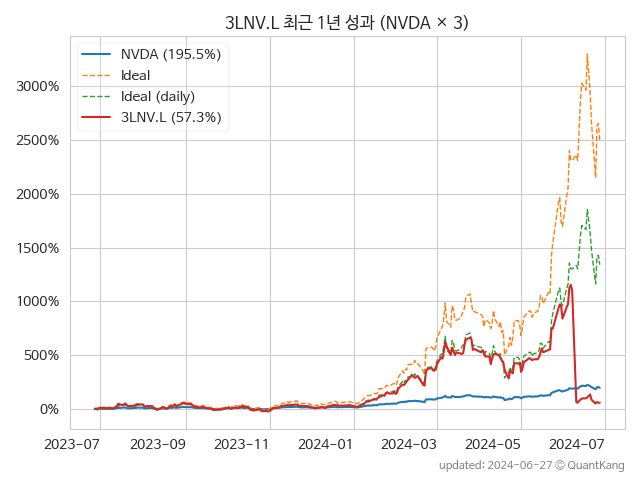 3LNV.L 최근 1년 성과 (NVDA × 3)
NVDA (195.5%)
Ideal
Ideal (daily)
3LNV.L (57.3%)
3000%
2500%
2000%
1500%
1000%
500%
0%
2023-07
2023-09
2023-11
2024-01
2024-03
2024-05
2024-07
updated: 2024-06-27 © QuantKang